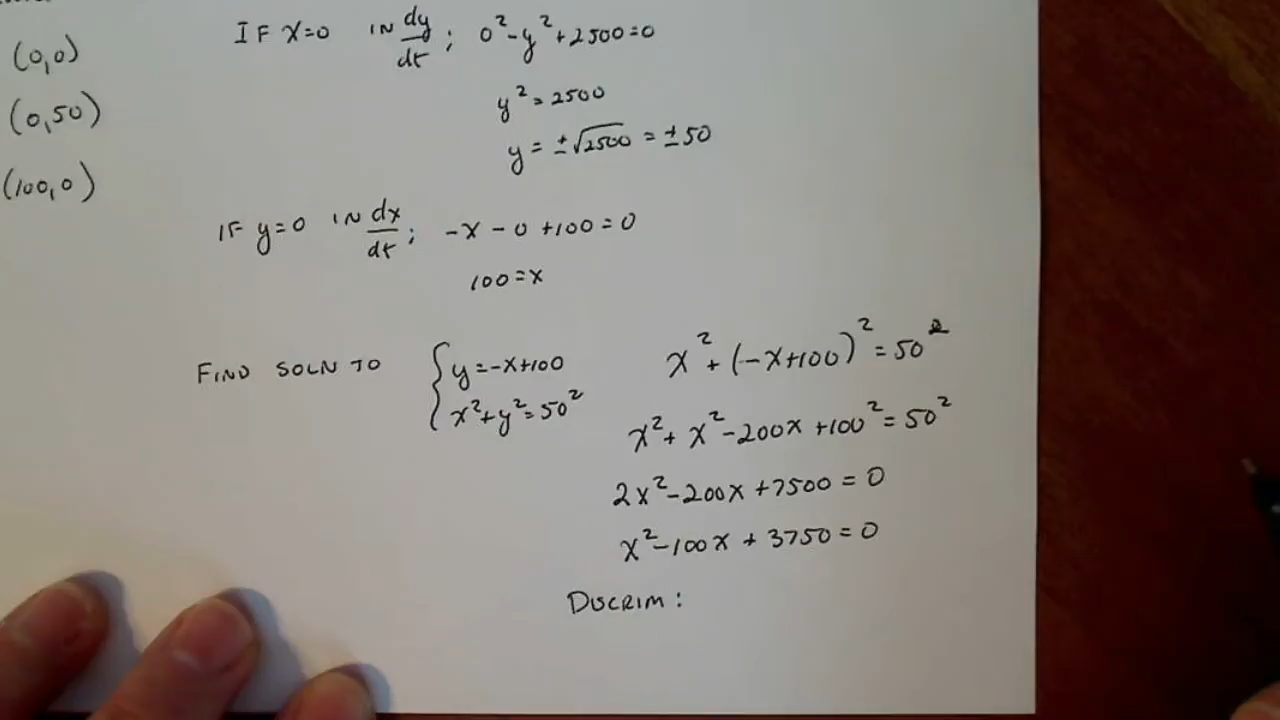 (0,0)
(0,50)
(100,0)
IF x=0 IN dy/dt; 0²-y²+2500=0
y²=2500
y=±√2500=±50
IF y=0 IN dx/dt; -x-0+100=0
100=x
FIND SOLN TO { y=-x+100
x²+y²=50²
x²+(-x+100)²=50²
x²+x²-200x+100²=50²
2x²-200x+7500=0
x²-100x+3750=0
DISCRIM: